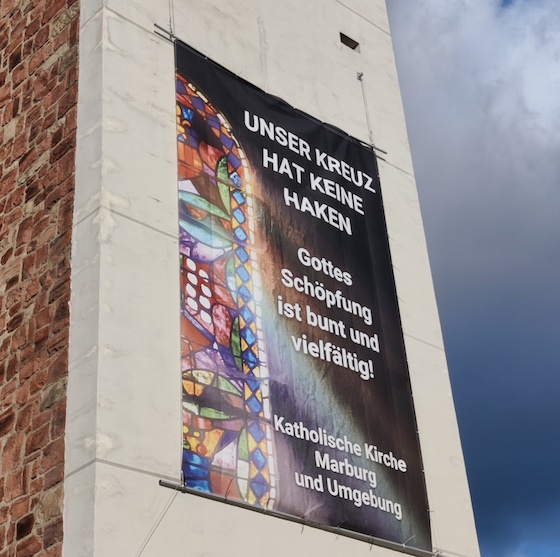 UNSER KREUZ
HAT KEINE
HAKEN
Gottes
Schöpfung
ist bunt und
vielfältig!
Katholische Kirche
Marburg
und Umgebung